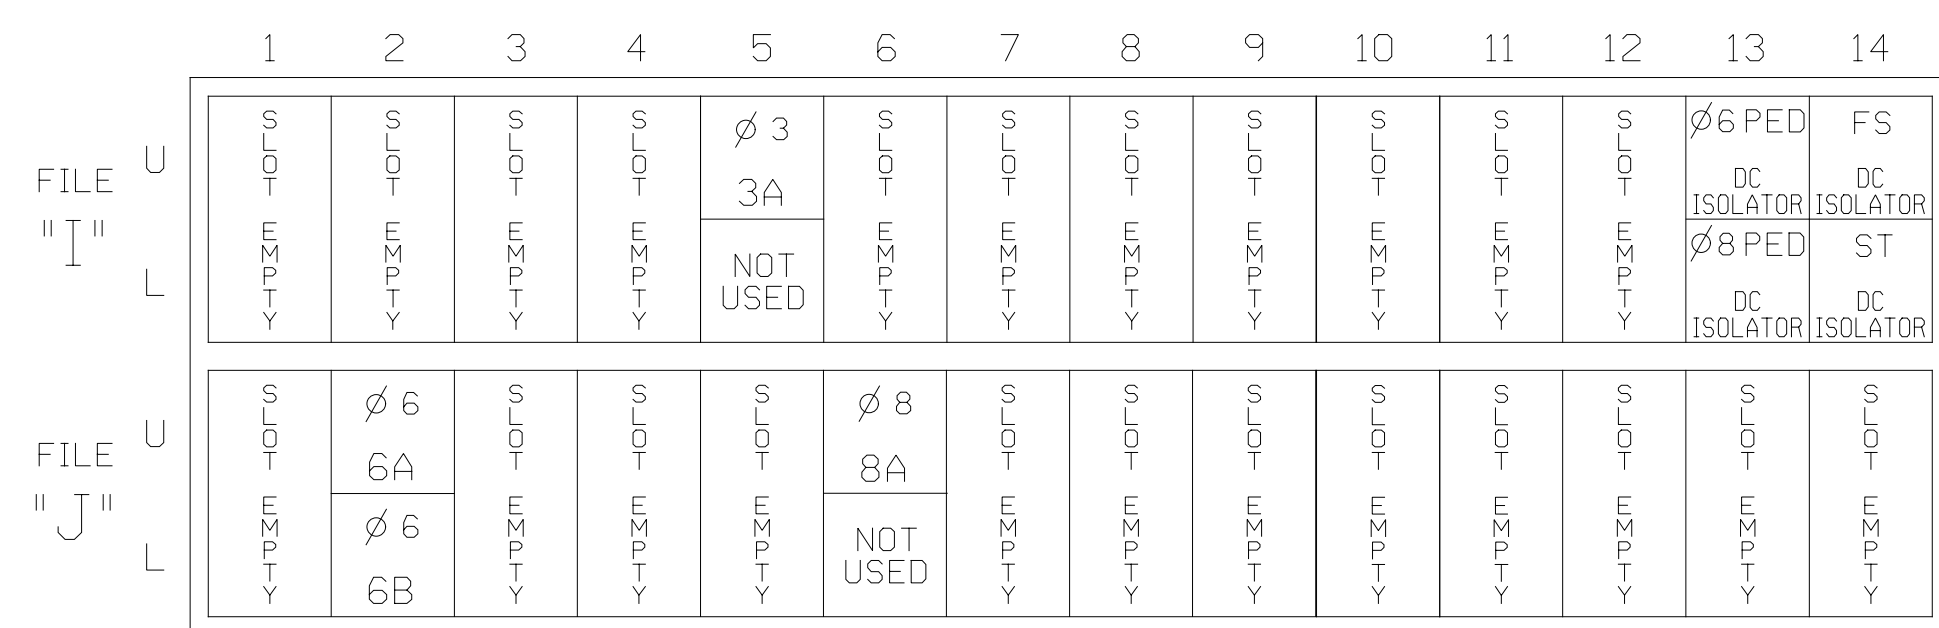 1 2 3 4 5 6 7 8 9 10 11 12 13 14
FILE "I"
U
L
SLOT EMPTY
SLOT EMPTY
SLOT EMPTY
SLOT EMPTY
Ø 3
3A
NOT
USED
SLOT EMPTY
SLOT EMPTY
SLOT EMPTY
SLOT EMPTY
SLOT EMPTY
SLOT EMPTY
SLOT EMPTY
Ø6 PED
DC
ISOLATOR
Ø8 PED
DC
ISOLATOR
FS
DC
ISOLATOR
ST
DC
ISOLATOR
FILE "J"
U
L
SLOT EMPTY
Ø 6
6A
Ø 6
6B
SLOT EMPTY
SLOT EMPTY
SLOT EMPTY
Ø 8
8A
NOT
USED
SLOT EMPTY
SLOT EMPTY
SLOT EMPTY
SLOT EMPTY
SLOT EMPTY
SLOT EMPTY
SLOT EMPTY
SLOT EMPTY